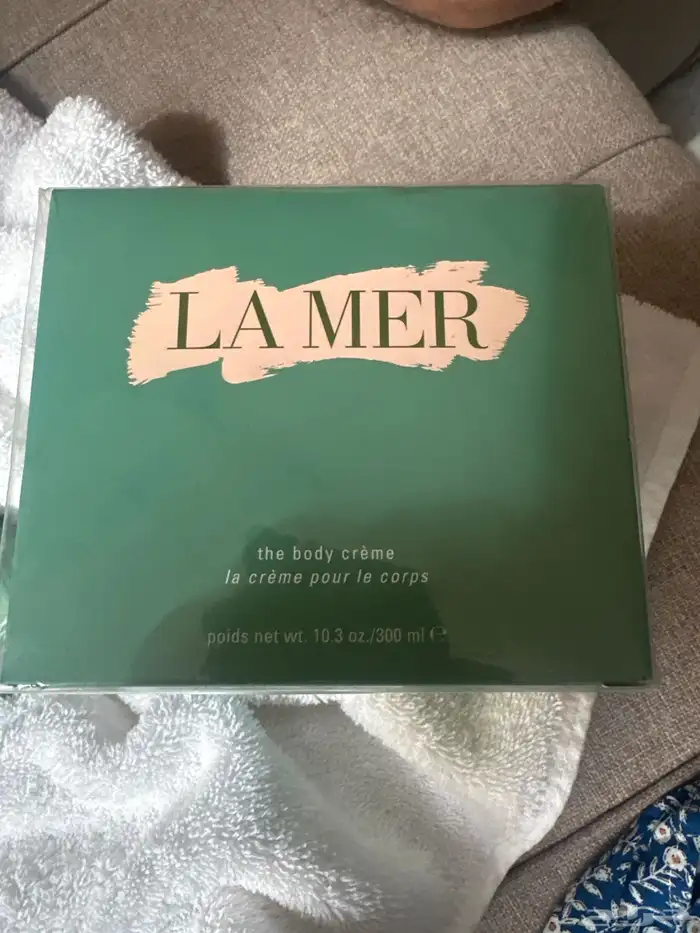 LA MER
the body crème
la crème pour le corps
poids net wt. 10.3 oz./300 ml ℮